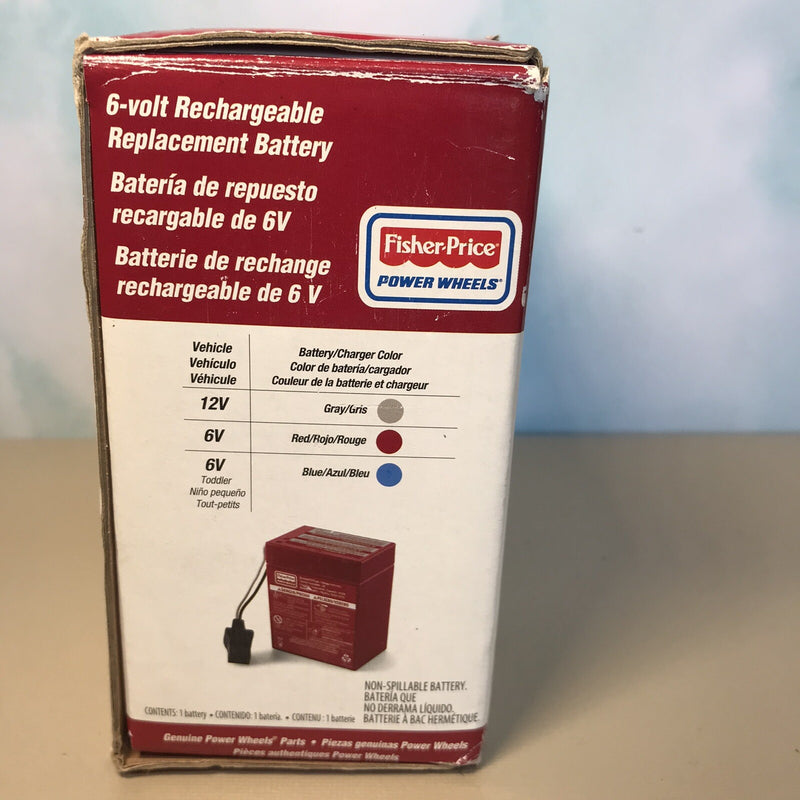 6-volt Rechargeable
Replacement Battery
Batería de repuesto
recargable de 6V
Batterie de rechange
rechargeable de 6 V
Fisher-Price®
POWER WHEELS®
Vehicle
Vehículo
Véhicule
Battery/Charger Color
Color de batería/cargador
Couleur de la batterie et chargeur
12V Gray/Gris
6V Red/Rojo/Rouge
6V Blue/Azul/Bleu
Toddler
Niño pequeño
Tout-petits
NON-SPILLABLE BATTERY.
BATERÍA QUE
NO DERRAMA LÍQUIDO.
BATTERIE À BAC HERMÉTIQUE.
CONTENTS: 1 battery • CONTENIDO: 1 batería. • CONTENU : 1 batterie
Genuine Power Wheels® Parts • Piezas genuinas Power Wheels
Pièces authentiques Power Wheels